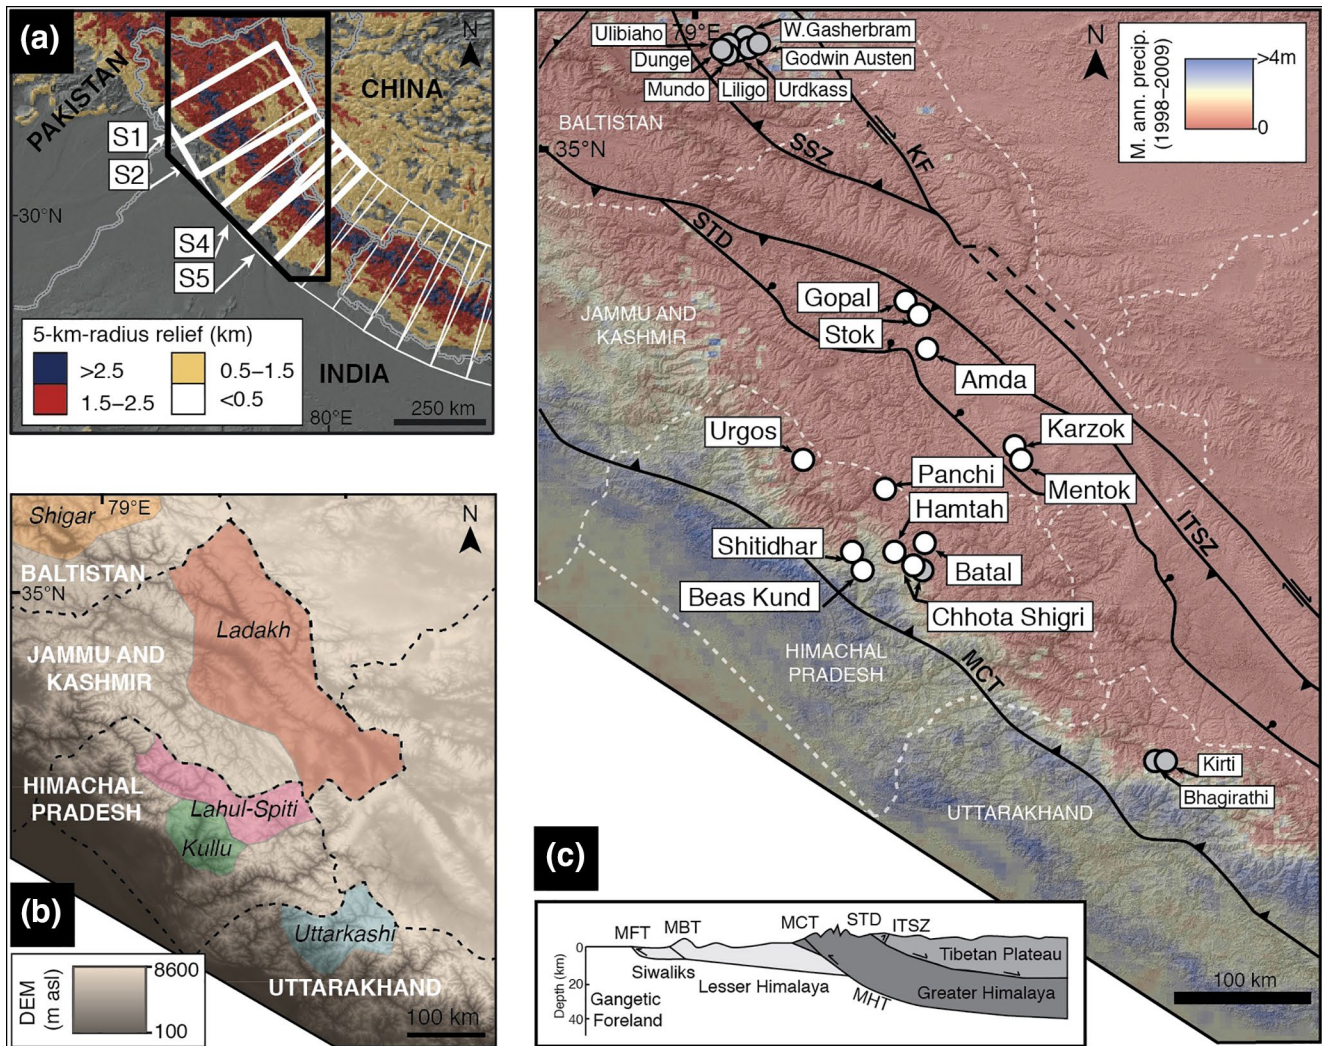 (a)
N
PAKISTAN
CHINA
S1
S2
30°N
S4
S5
5-km-radius relief (km)
>2.5
0.5–1.5
1.5–2.5
<0.5
INDIA
80°E
250 km
Shigar
79°E
N
BALTISTAN
35°N
Ladakh
JAMMU AND
KASHMIR
HIMACHAL
PRADESH
Lahul-Spiti
Kullu
(b)
Uttarkashi
UTTARAKHAND
DEM
(m asl)
8600
100
100 km
Ulibiaho
79°E
W.Gasherbram
Dunge
Godwin Austen
Mundo
Liligo
Urdkass
N
M. ann. precip.
(1998–2009)
>4m
0
BALTISTAN
35°N
SSZ
KF
STD
Gopal
JAMMU AND
KASHMIR
Stok
Amda
Urgos
Karzok
Panchi
Mentok
Hamtah
ITSZ
Shitidhar
Batal
Beas Kund
Chhota Shigri
HIMACHAL
PRADESH
MCT
Kirti
Bhagirathi
UTTARAKHAND
(c)
MFT
MBT
MCT
STD
ITSZ
0
20
40
Depth (km)
Siwaliks
Lesser Himalaya
Tibetan Plateau
Gangetic
Foreland
MHT
Greater Himalaya
100 km